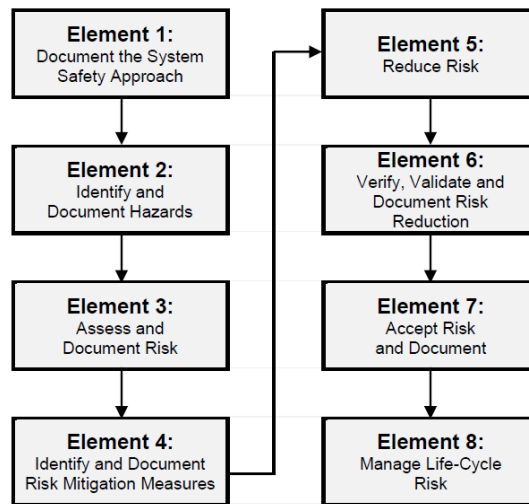 Element 1:
Document the System
Safety Approach
Element 2:
Identify and
Document Hazards
Element 3:
Assess and
Document Risk
Element 4:
Identify and Document
Risk Mitigation Measures
Element 5:
Reduce Risk
Element 6:
Verify, Validate and
Document Risk
Reduction
Element 7:
Accept Risk
and Document
Element 8:
Manage Life-Cycle
Risk